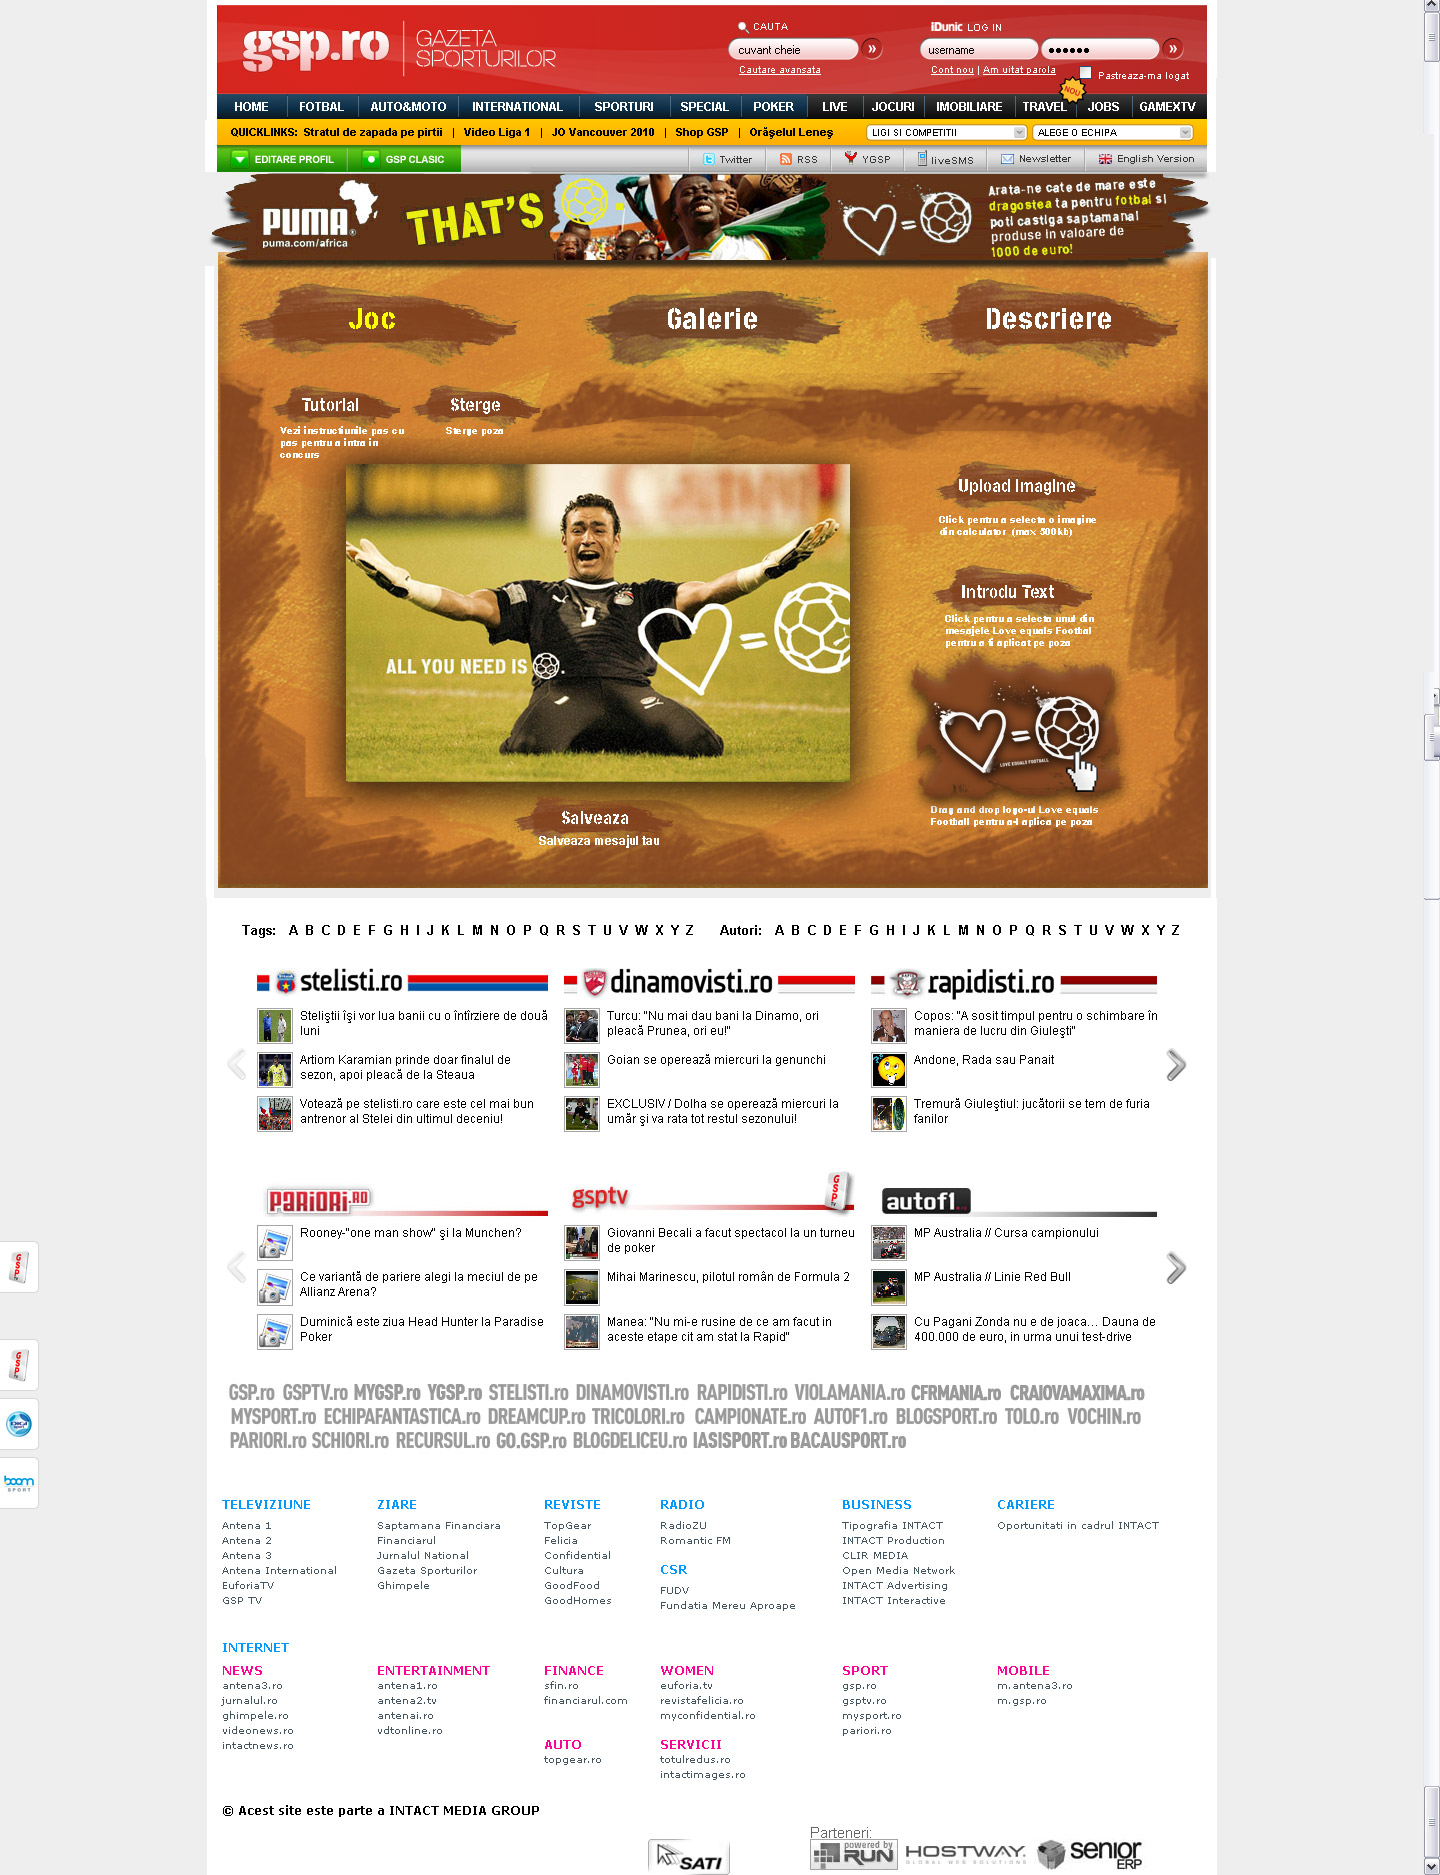 gsp.ro GAZETA SPORTURILOR
CAUTA
cuvant cheie
Cautare avansata
iDunic LOG IN
username
Cont nou | Am uitat parola
Pastreaza-ma logat
NOU
HOME FOTBAL AUTO&MOTO INTERNATIONAL SPORTURI SPECIAL POKER LIVE JOCURI IMOBILIARE TRAVEL JOBS GAMEXTV
QUICKLINKS: Stratul de zapada pe pirtii | Video Liga 1 | JO Vancouver 2010 | Shop GSP | Orăşelul Leneş
LIGI SI COMPETITII
ALEGE O ECHIPA
EDITARE PROFIL GSP CLASIC Twitter RSS YGSP liveSMS Newsletter English Version
PUMA
puma.com/africa
THAT'S
Arata-ne cate de mare este
dragostea ta pentru fotbal si
poti castiga saptamanal
produse in valoare de
1000 de euro!
Joc Galerie Descriere
Tutorial
Vezi instructiunile pas cu
pas pentru a intra in
concurs
Sterge
Sterge poza
1
ALL YOU NEED IS .
=
Upload Imagine
Click pentru a selecta o imagine
din calculator (max 500kb)
Introdu Text
Click pentru a selecta unul din
mesajele Love equals Footbal
pentru a fi aplicat pe poza
LOVE EQUALS FOOTBALL
Drag and drop logo-ul Love equals
Football pentru a-l aplica pe poza
Salveaza
Salveaza mesajul tau
Tags: A B C D E F G H I J K L M N O P Q R S T U V W X Y Z
Autori: A B C D E F G H I J K L M N O P Q R S T U V W X Y Z
stelisti.ro
Steliştii îşi vor lua banii cu o întîrziere de două
luni
Artiom Karamian prinde doar finalul de
sezon, apoi pleacă de la Steaua
Votează pe stelisti.ro care este cel mai bun
antrenor al Stelei din ultimul deceniu!
dinamovisti.ro
Turcu: "Nu mai dau bani la Dinamo, ori
pleacă Prunea, ori eu!"
Goian se operează miercuri la genunchi
EXCLUSIV / Dolha se operează miercuri la
umăr şi va rata tot restul sezonului!
rapidisti.ro
Copos: "A sosit timpul pentru o schimbare în
maniera de lucru din Giuleşti"
Andone, Rada sau Panait
Tremură Giuleştiul: jucătorii se tem de furia
fanilor
PARIORI.RO
Rooney-"one man show" şi la Munchen?
Ce variantă de pariere alegi la meciul de pe
Allianz Arena?
Duminică este ziua Head Hunter la Paradise
Poker
gsptv
GSP
Giovanni Becali a facut spectacol la un turneu
de poker
Mihai Marinescu, pilotul român de Formula 2
Manea: "Nu mi-e rusine de ce am facut in
aceste etape cit am stat la Rapid"
autof1
MP Australia // Cursa campionului
MP Australia // Linie Red Bull
Cu Pagani Zonda nu e de joaca... Dauna de
400.000 de euro, in urma unui test-drive
GSP
GSP
boom
SPORT
GSP.ro GSPTV.ro MYGSP.ro YGSP.ro STELISTI.ro DINAMOVISTI.ro RAPIDISTI.ro VIOLAMANIA.ro CFRMANIA.ro CRAIOVAMAXIMA.ro
MYSPORT.ro ECHIPAFANTASTICA.ro DREAMCUP.ro TRICOLORI.ro CAMPIONATE.ro AUTOF1.ro BLOGSPORT.ro TOLO.ro VOCHIN.ro
PARIORI.ro SCHIORI.ro RECURSUL.ro GO.GSP.ro BLOGDELICEU.ro IASISPORT.ro BACAUSPORT.ro
TELEVIZIUNE
Antena 1
Antena 2
Antena 3
Antena International
EuforiaTV
GSP TV
ZIARE
Saptamana Financiara
Financiarul
Jurnalul National
Gazeta Sporturilor
Ghimpele
REVISTE
TopGear
Felicia
Confidential
Cultura
GoodFood
GoodHomes
RADIO
RadioZU
Romantic FM
CSR
FUDV
Fundatia Mereu Aproape
BUSINESS
Tipografia INTACT
INTACT Production
CLIR MEDIA
Open Media Network
INTACT Advertising
INTACT Interactive
CARIERE
Oportunitati in cadrul INTACT
INTERNET
NEWS
antena3.ro
jurnalul.ro
ghimpele.ro
videonews.ro
intactnews.ro
ENTERTAINMENT
antena1.ro
antena2.tv
antenai.ro
vdtonline.ro
FINANCE
sfin.ro
financiarul.com
AUTO
topgear.ro
WOMEN
euforia.tv
revistafelicia.ro
myconfidential.ro
SERVICII
totulredus.ro
intactimages.ro
SPORT
gsp.ro
gsptv.ro
mysport.ro
pariori.ro
MOBILE
m.antena3.ro
m.gsp.ro
© Acest site este parte a INTACT MEDIA GROUP
SATI
Parteneri:
powered by
RUN
HOSTWAY
GLOBAL WEB SOLUTIONS
SENIOR
ERP